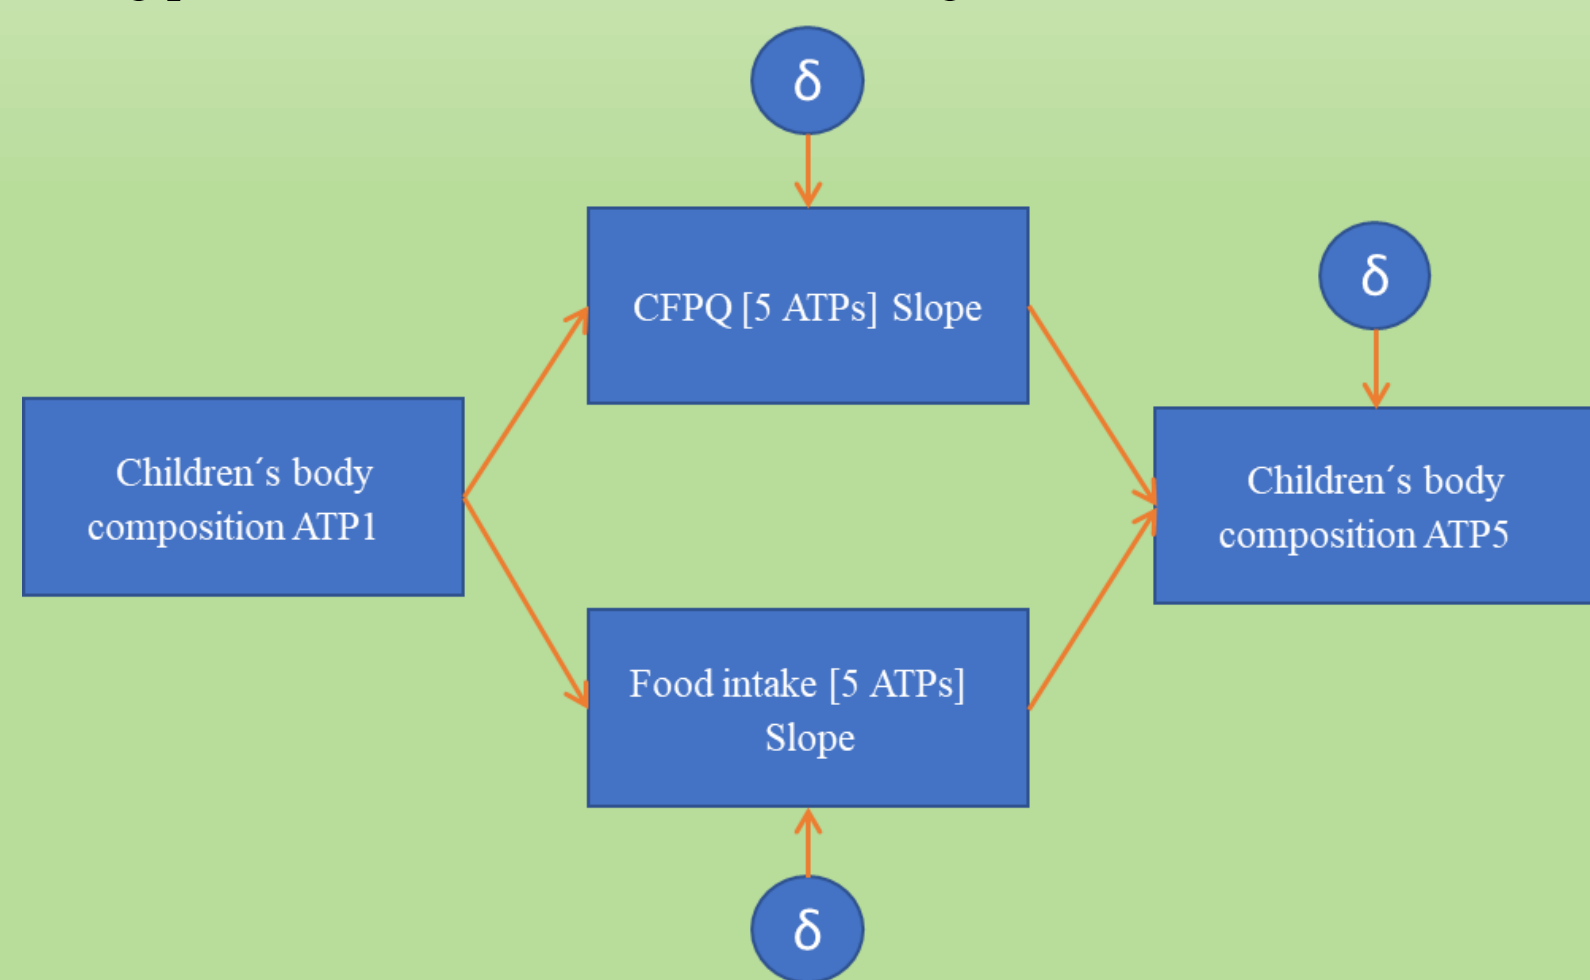 δ
CFPQ [5 ATPs] Slope
δ
Children´s body
composition ATP1
Children´s body
composition ATP5
Food intake [5 ATPs]
Slope
δ